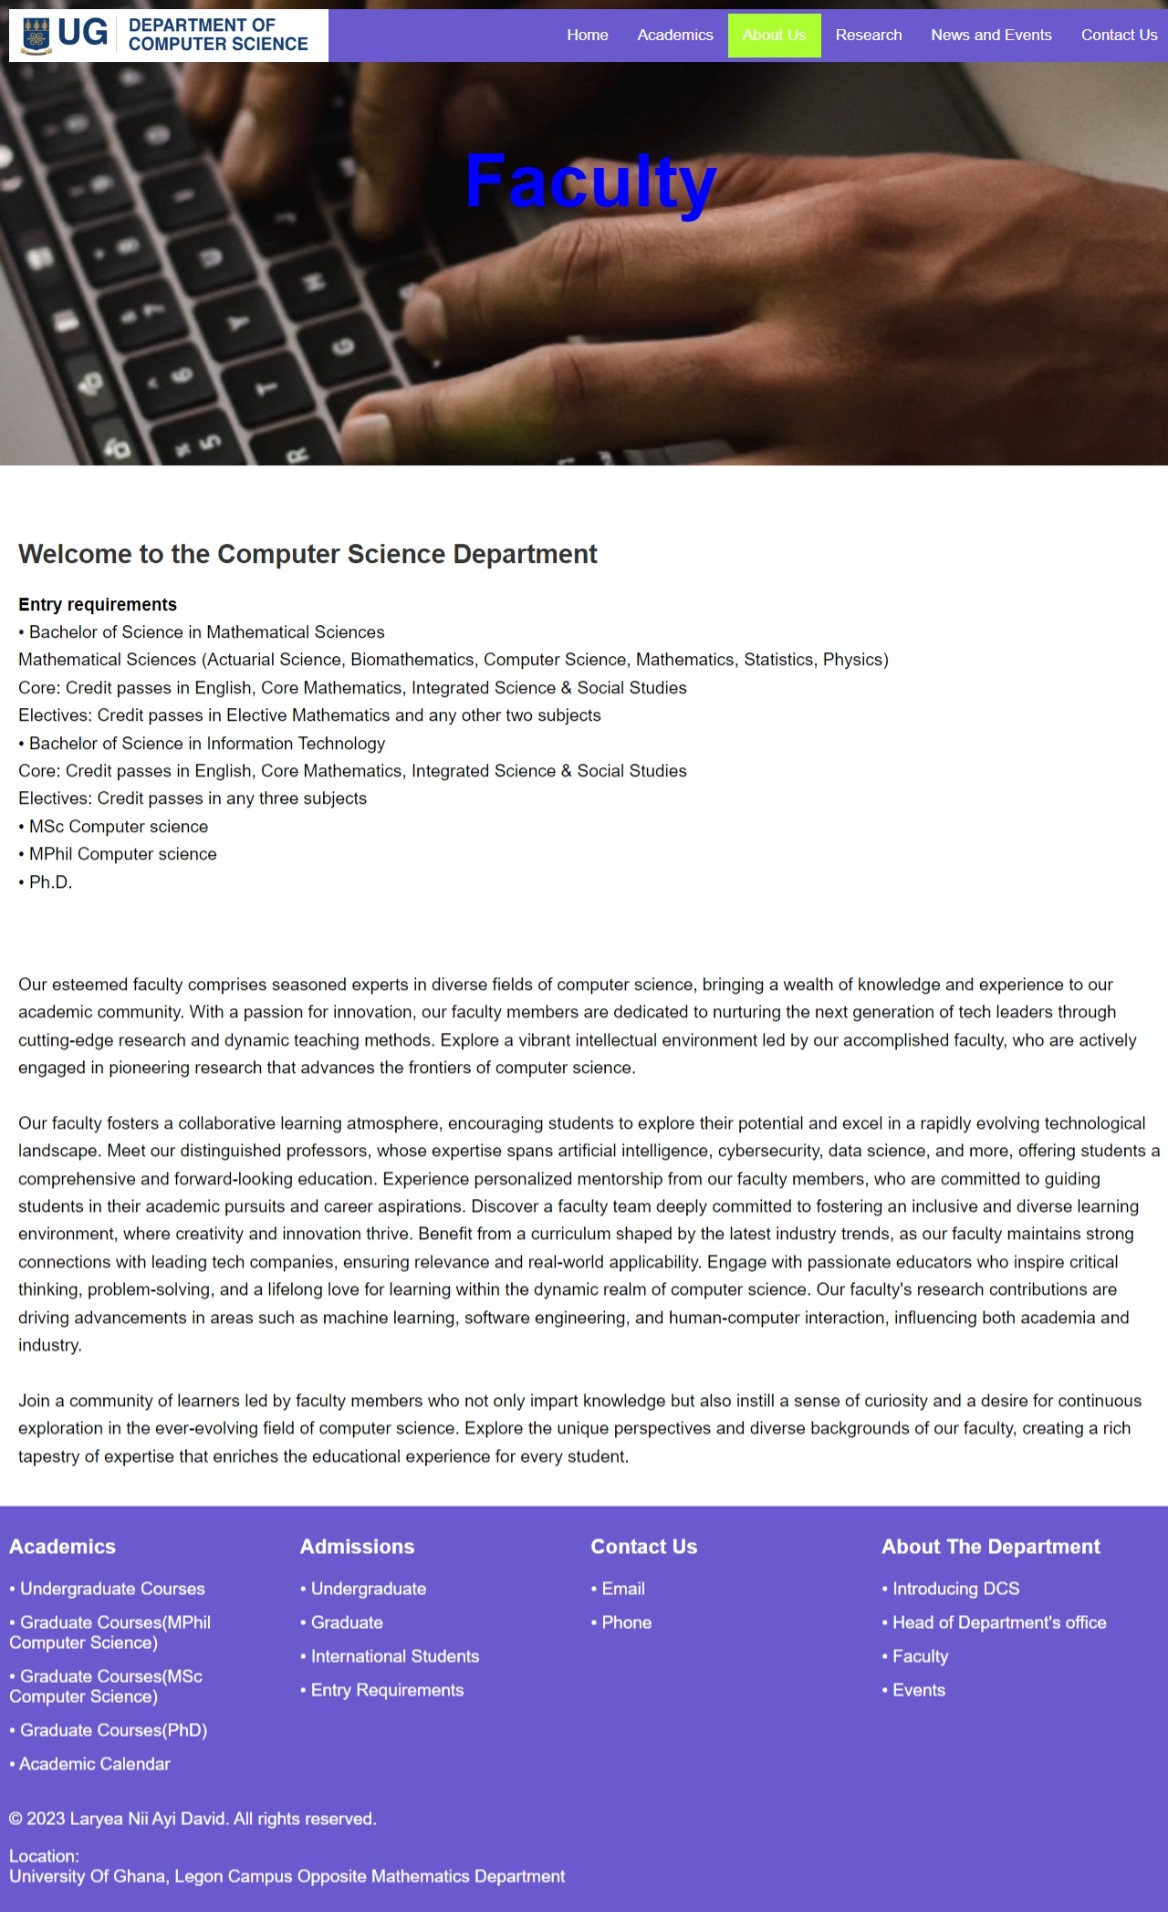 UG DEPARTMENT OF
COMPUTER SCIENCE
Home Academics About Us Research News and Events Contact Us
Faculty
Welcome to the Computer Science Department
Entry requirements
• Bachelor of Science in Mathematical Sciences
Mathematical Sciences (Actuarial Science, Biomathematics, Computer Science, Mathematics, Statistics, Physics)
Core: Credit passes in English, Core Mathematics, Integrated Science & Social Studies
Electives: Credit passes in Elective Mathematics and any other two subjects
• Bachelor of Science in Information Technology
Core: Credit passes in English, Core Mathematics, Integrated Science & Social Studies
Electives: Credit passes in any three subjects
• MSc Computer science
• MPhil Computer science
• Ph.D.
Our esteemed faculty comprises seasoned experts in diverse fields of computer science, bringing a wealth of knowledge and experience to our
academic community. With a passion for innovation, our faculty members are dedicated to nurturing the next generation of tech leaders through
cutting-edge research and dynamic teaching methods. Explore a vibrant intellectual environment led by our accomplished faculty, who are actively
engaged in pioneering research that advances the frontiers of computer science.
Our faculty fosters a collaborative learning atmosphere, encouraging students to explore their potential and excel in a rapidly evolving technological
landscape. Meet our distinguished professors, whose expertise spans artificial intelligence, cybersecurity, data science, and more, offering students a
comprehensive and forward-looking education. Experience personalized mentorship from our faculty members, who are committed to guiding
students in their academic pursuits and career aspirations. Discover a faculty team deeply committed to fostering an inclusive and diverse learning
environment, where creativity and innovation thrive. Benefit from a curriculum shaped by the latest industry trends, as our faculty maintains strong
connections with leading tech companies, ensuring relevance and real-world applicability. Engage with passionate educators who inspire critical
thinking, problem-solving, and a lifelong love for learning within the dynamic realm of computer science. Our faculty's research contributions are
driving advancements in areas such as machine learning, software engineering, and human-computer interaction, influencing both academia and
industry.
Join a community of learners led by faculty members who not only impart knowledge but also instill a sense of curiosity and a desire for continuous
exploration in the ever-evolving field of computer science. Explore the unique perspectives and diverse backgrounds of our faculty, creating a rich
tapestry of expertise that enriches the educational experience for every student.
Academics
• Undergraduate Courses
• Graduate Courses(MPhil
Computer Science)
• Graduate Courses(MSc
Computer Science)
• Graduate Courses(PhD)
• Academic Calendar
Admissions
• Undergraduate
• Graduate
• International Students
• Entry Requirements
Contact Us
• Email
• Phone
About The Department
• Introducing DCS
• Head of Department's office
• Faculty
• Events
© 2023 Laryea Nii Ayi David. All rights reserved.
Location:
University Of Ghana, Legon Campus Opposite Mathematics Department